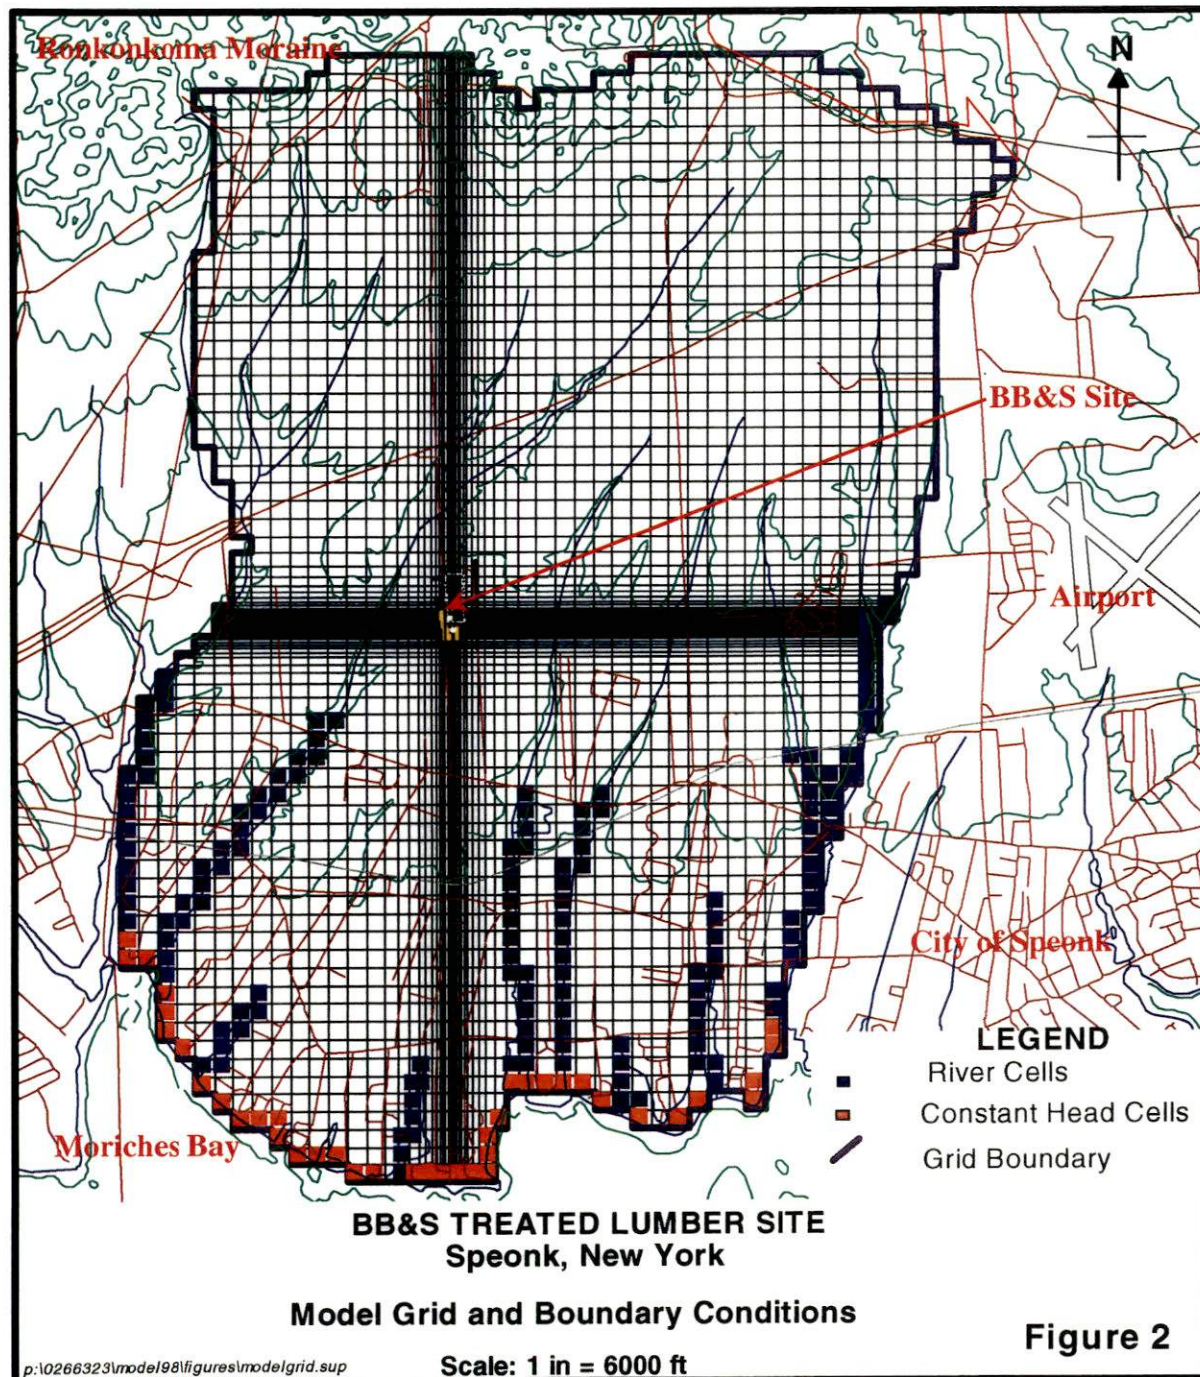 Ronkonkoma Moraine
N
BB&S Site
Airport
City of Speonk
LEGEND
River Cells
Constant Head Cells
Grid Boundary
Moriches Bay
BB&S TREATED LUMBER SITE
Speonk, New York
Model Grid and Boundary Conditions
Figure 2
p:\0266323\model98\figures\modelgrid.sup
Scale: 1 in = 6000 ft